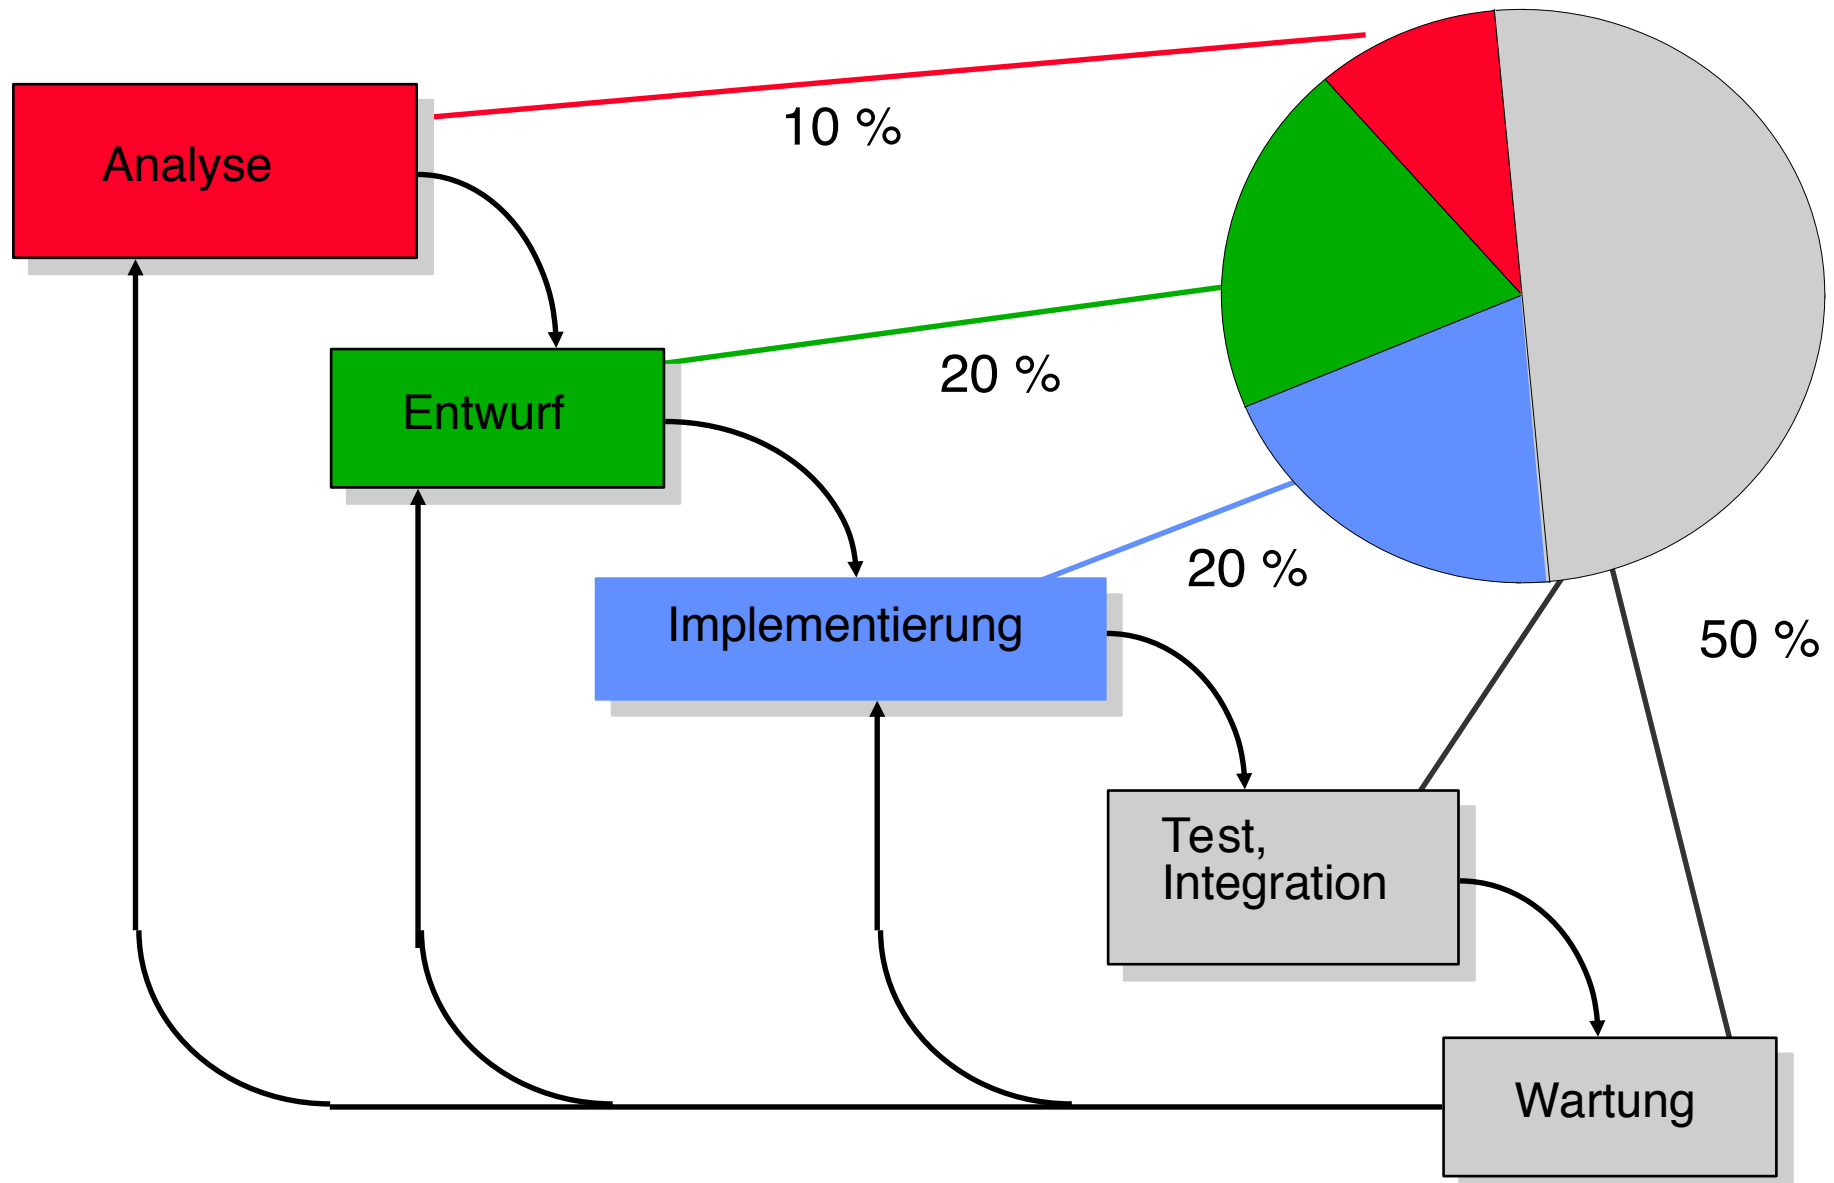 10 %
Analyse
20 %
Entwurf
20 %
Implementierung
50 %
Test,
Integration
Wartung